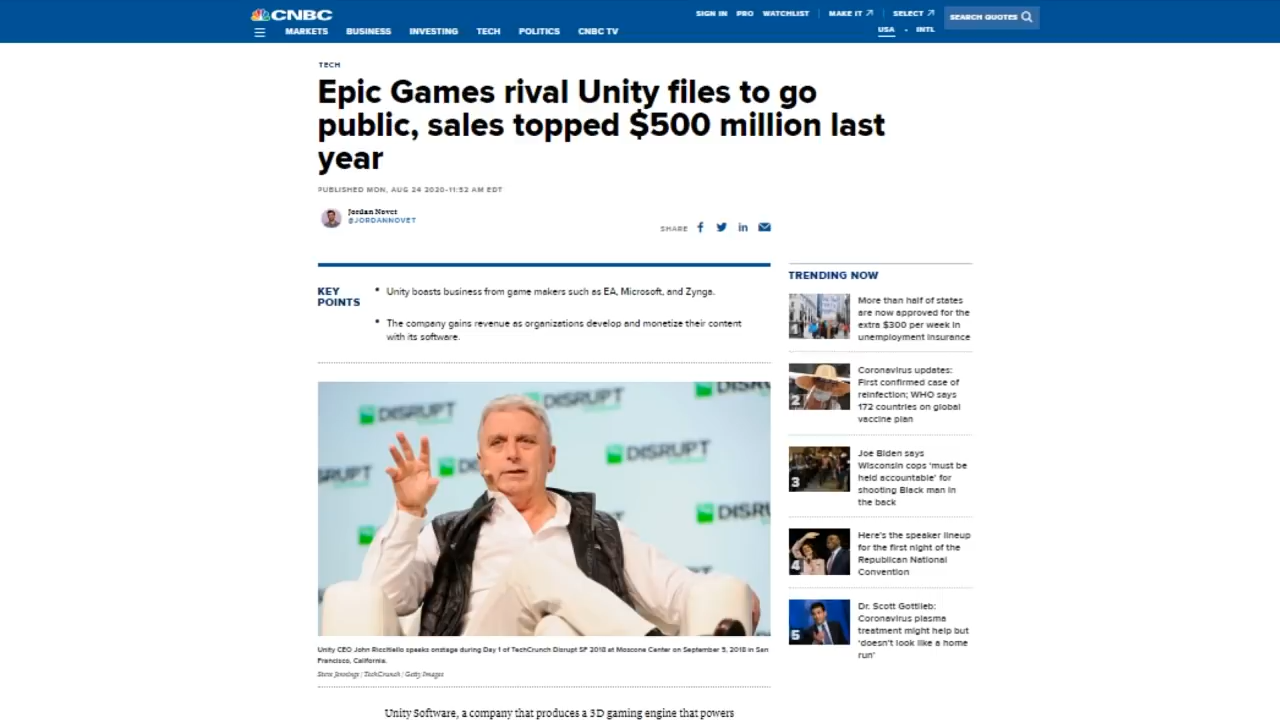 CNBC
SIGN IN PRO WATCHLIST MAKE IT SELECT
SEARCH QUOTES
MARKETS BUSINESS INVESTING TECH POLITICS CNBC TV
USA INTL
TECH
Epic Games rival Unity files to go
public, sales topped $500 million last
year
PUBLISHED MON, AUG 24 2020-11:52 AM EDT
Jordan Novet
@JORDANNOVET
SHARE
KEY
POINTS
Unity boasts business from game makers such as EA, Microsoft, and Zynga.
The company gains revenue as organizations develop and monetize their content
with its software.
DISRUPT
DISRUPT
DISRUPT
DISRUPT
Unity CEO John Riccitiello speaks onstage during Day 1 of TechCrunch Disrupt SF 2018 at Moscone Center on September 5, 2018 in San
Francisco, California.
Steve Jennings | TechCrunch | Getty Images
Unity Software, a company that produces a 3D gaming engine that powers
TRENDING NOW
1
More than half of states
are now approved for the
extra $300 per week in
unemployment insurance
2
Coronavirus updates:
First confirmed case of
reinfection; WHO says
172 countries on global
vaccine plan
3
Joe Biden says
Wisconsin cops 'must be
held accountable' for
shooting Black man in
the back
4
Here's the speaker lineup
for the first night of the
Republican National
Convention
5
Dr. Scott Gottlieb:
Coronavirus plasma
treatment might help but
'doesn't look like a home
run'